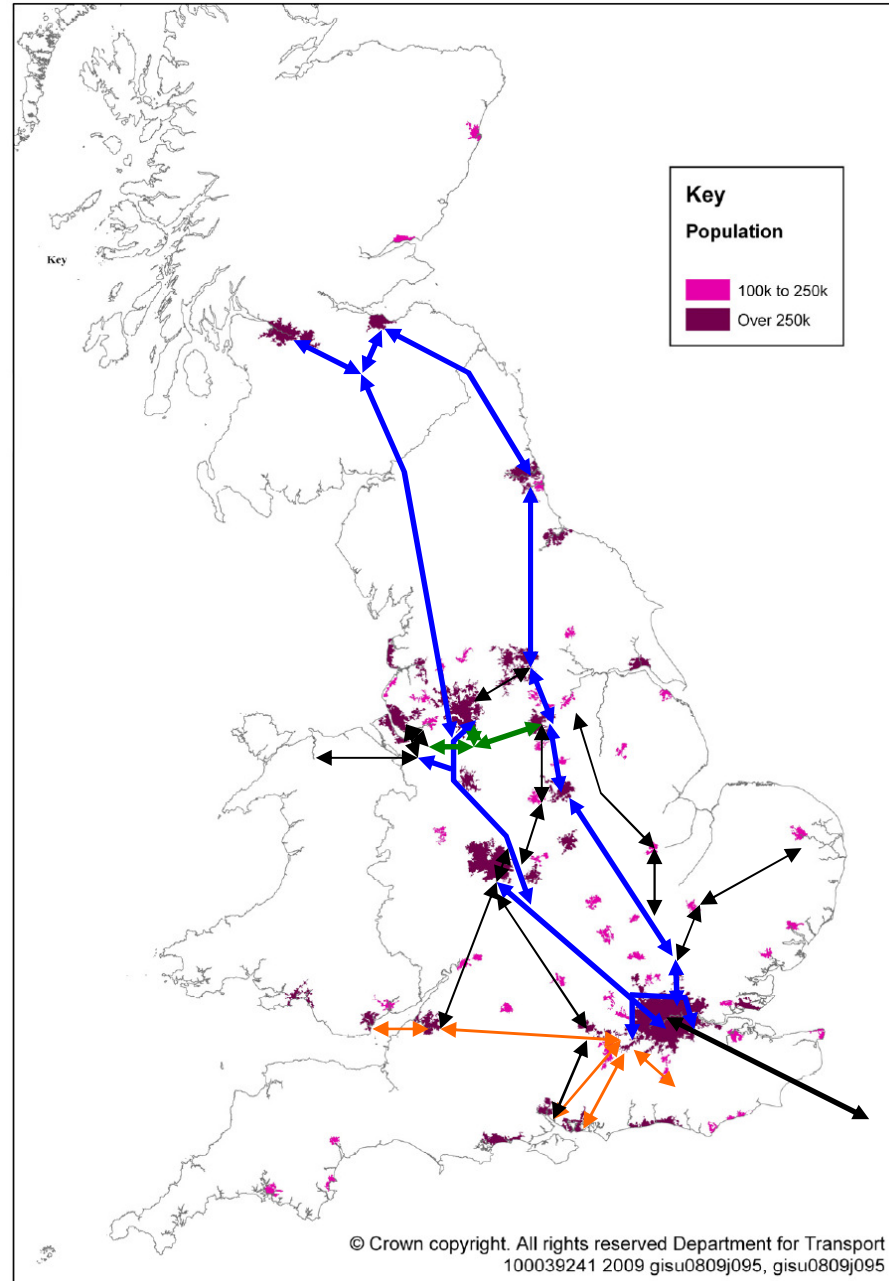 Key
Population
Key
100k to 250k
Over 250k
© Crown copyright. All rights reserved Department for Transport
100039241 2009 gisu0809j095, gisu0809j095